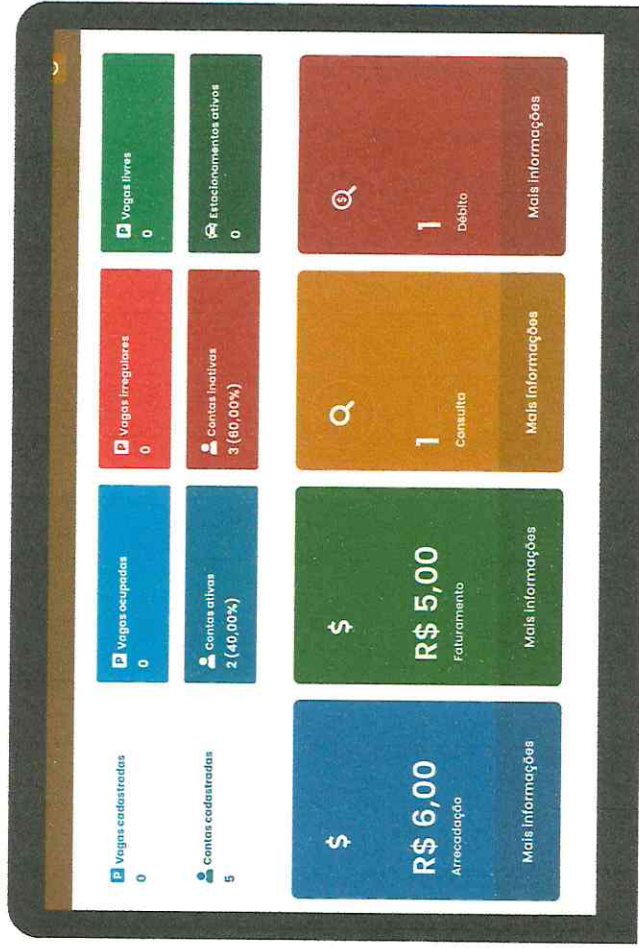 Vagas cadastradas
0
Vagas ocupadas
0
Vagas irregulares
0
Vagas livres
0
Contas cadastradas
5
Contas ativas
2 (40,00%)
Contas inativas
3 (60,00%)
Estacionamentos ativos
0
$
R$ 6,00
Arrecadação
Mais informações
$
R$ 5,00
Faturamento
Mais informações
1
Consulta
Mais informações
1
Débito
Mais informações